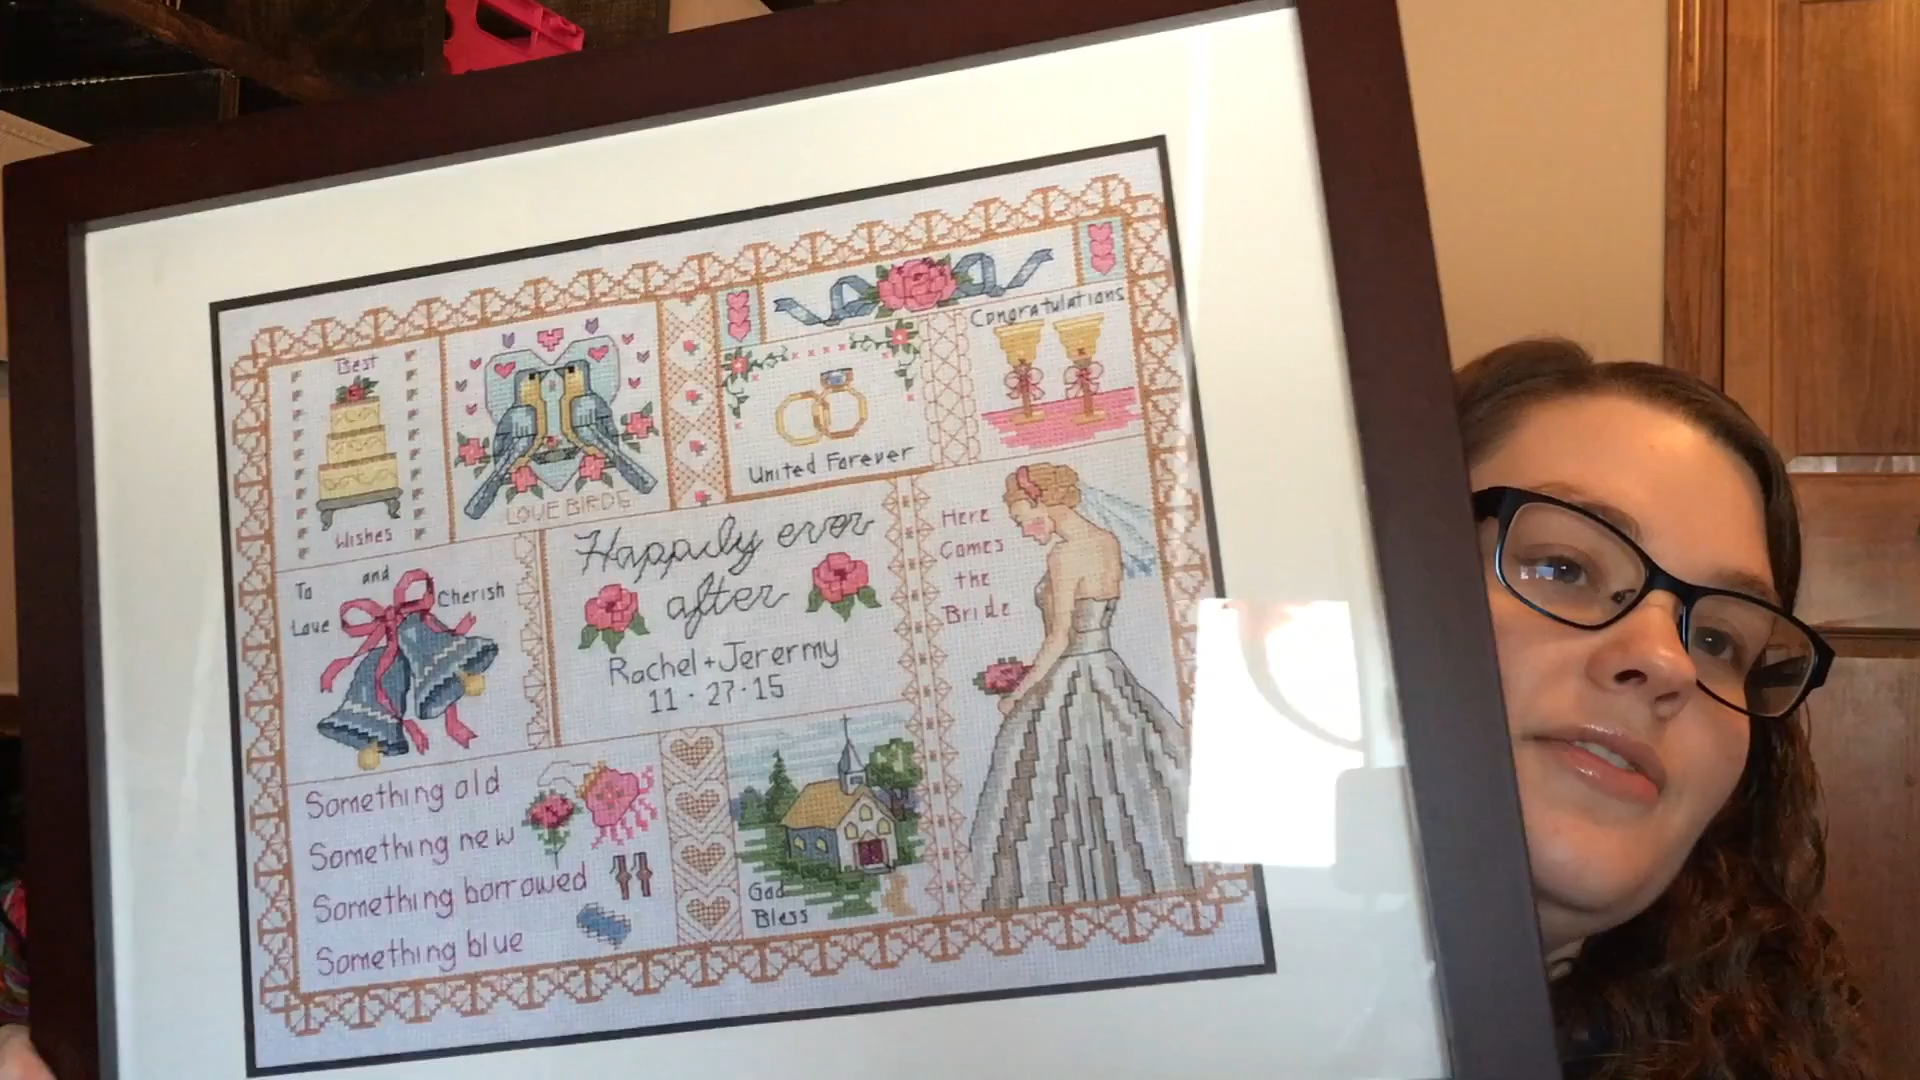 Best
Wishes
LOVE BIRDS
United Forever
Congratulations
To and Cherish
Love
Happily ever
after
Rachel + Jerermy
11 · 27 · 15
Here
Comes
the
Bride
Something old
Something new
Something borrowed
Something blue
God
Bless